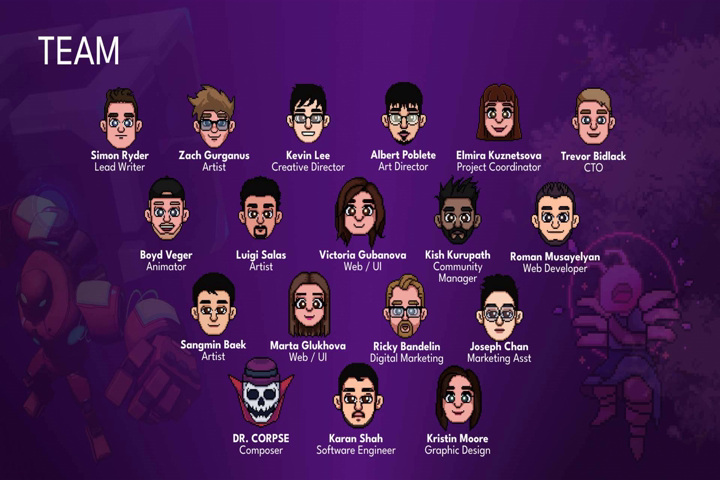 TEAM
Simon Ryder
Lead Writer
Zach Gurganus
Artist
Kevin Lee
Creative Director
Albert Poblete
Art Director
Elmira Kuznetsova
Project Coordinator
Trevor Bidlack
CTO
Boyd Veger
Animator
Luigi Salas
Artist
Victoria Gubanova
Web / UI
Kish Kurupath
Community
Manager
Roman Musayelyan
Web Developer
Sangmin Baek
Artist
Marta Glukhova
Web / UI
Ricky Bandelin
Digital Marketing
Joseph Chan
Marketing Asst
DR. CORPSE
Composer
Karan Shah
Software Engineer
Kristin Moore
Graphic Design